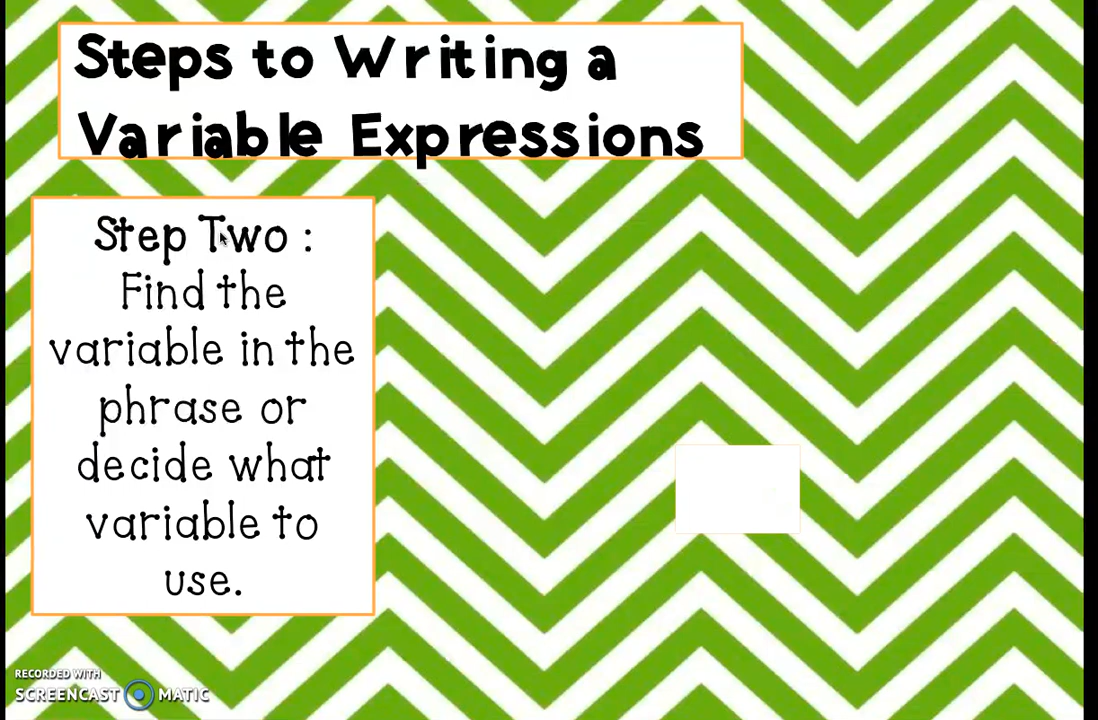 Steps to Writing a
Variable Expressions
Step Two :
Find the
variable in the
phrase or
decide what
variable to
use.
RECORDED WITH
SCREENCAST MATIC